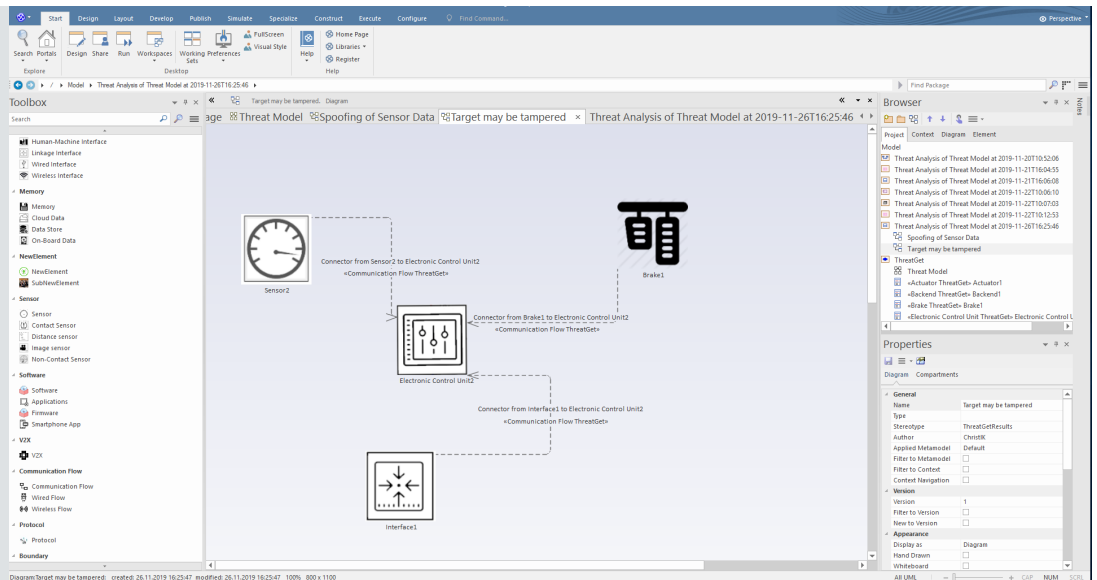 Start Design Layout Develop Publish Simulate Specialize Construct Execute Configure Find Command... Perspective
Search Portals Design Share Run Workspaces Working Sets Preferences FullScreen Visual Style Help Home Page Libraries Register
Explore Desktop Help
/ Model Threat Analysis of Threat Model at 2019-11-26T16:25:46 Find Package
Toolbox
Search
Human-Machine Interface
Linkage Interface
Wired Interface
Wireless Interface
Memory
Memory
Cloud Data
Data Store
On-Board Data
NewElement
NewElement
SubNewElement
Sensor
Sensor
Contact Sensor
Distance sensor
Image sensor
Non-Contact Sensor
Software
Software
Applications
Firmware
Smartphone App
V2X
V2X
Communication Flow
Communication Flow
Wired Flow
Wireless Flow
Protocol
Protocol
Boundary
Target may be tampered. Diagram
age Threat Model Spoofing of Sensor Data Target may be tampered × Threat Analysis of Threat Model at 2019-11-26T16:25:46
Sensor2
Connector from Sensor2 to Electronic Control Unit2
«Communication Flow ThreatGet»
Brake1
Connector from Brake1 to Electronic Control Unit2
«Communication Flow ThreatGet»
Electronic Control Unit2
Connector from Interface1 to Electronic Control Unit2
«Communication Flow ThreatGet»
Interface1
Browser
Notes
Project Context Diagram Element
Model
Threat Analysis of Threat Model at 2019-11-20T10:52:06
Threat Analysis of Threat Model at 2019-11-21T16:04:55
Threat Analysis of Threat Model at 2019-11-21T16:06:08
Threat Analysis of Threat Model at 2019-11-22T10:06:10
Threat Analysis of Threat Model at 2019-11-22T10:07:03
Threat Analysis of Threat Model at 2019-11-22T10:12:53
Threat Analysis of Threat Model at 2019-11-26T16:25:46
Spoofing of Sensor Data
Target may be tampered
ThreatGet
Threat Model
«Actuator ThreatGet» Actuator1
«Backend ThreatGet» Backend1
«Brake ThreatGet» Brake1
«Electronic Control Unit ThreatGet» Electronic Control U
Properties
Diagram Compartments
General
Name Target may be tampered
Type
Stereotype ThreatGetResults
Author ChristlK
Applied Metamodel Default
Filter to Metamodel
Filter to Context
Context Navigation
Version
Version 1
Filter to Version
New to Version
Appearance
Display as Diagram
Hand Drawn
Whiteboard
Diagram:Target may be tampered: created: 26.11.2019 16:25:47 modified: 26.11.2019 16:25:47 100% 800 x 1100 All UML CAP NUM SCRL